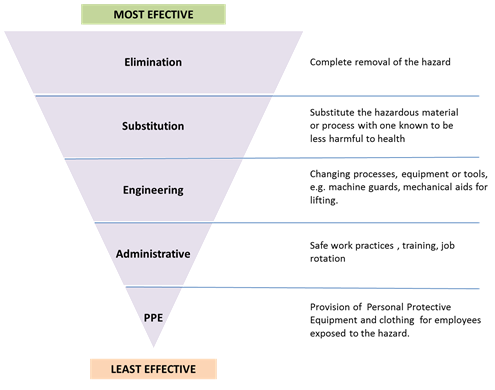 MOST EFECTIVE
Elimination
Complete removal of the hazard
Substitution
Substitute the hazardous material
or process with one known to be
less harmful to health
Engineering
Changing processes, equipment or tools,
e.g. machine guards, mechanical aids for
lifting.
Administrative
Safe work practices , training, job
rotation
PPE
Provision of Personal Protective
Equipment and clothing for employees
exposed to the hazard.
LEAST EFFECTIVE